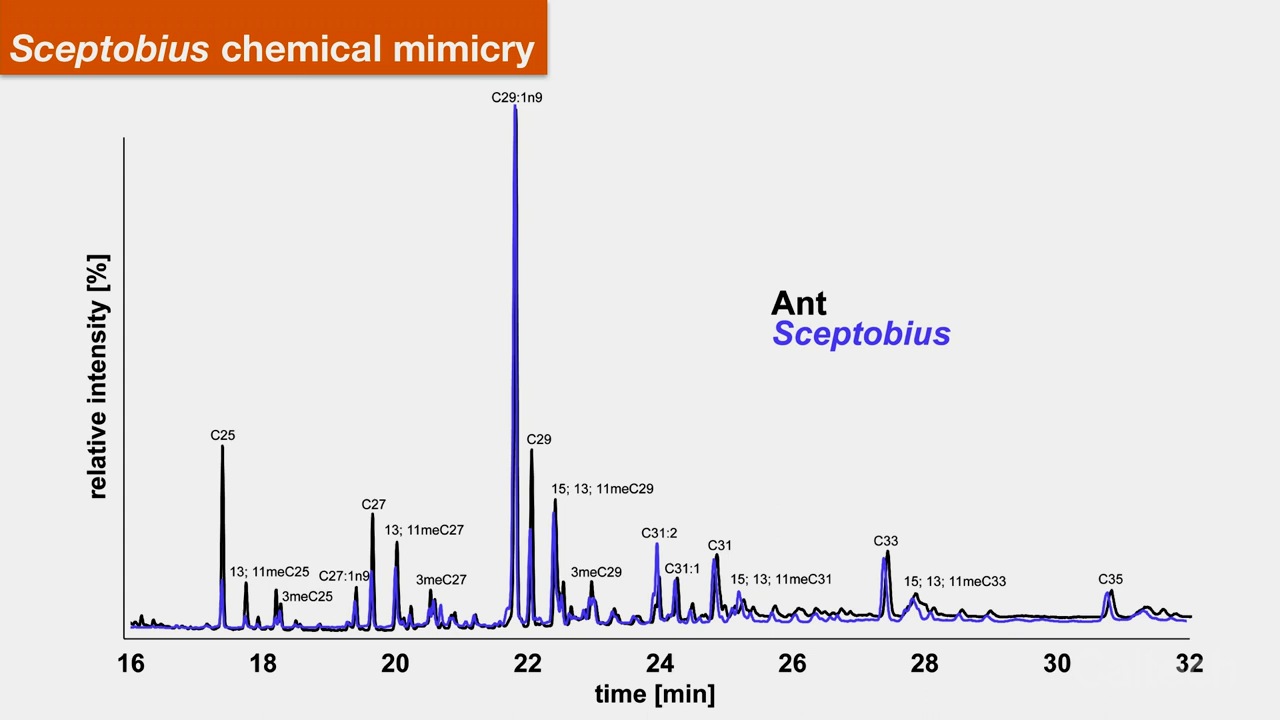 Sceptobius chemical mimicry
C29:1n9
relative intensity [%]
Ant
Sceptobius
C25
C29
15; 13; 11meC29
C27
13; 11meC27
C31:2
C31
C33
13; 11meC25
C27:1n9
3meC27
3meC29
C31:1
15; 13; 11meC31
15; 13; 11meC33
C35
3meC25
16 18 20 22 24 26 28 30 32
time [min]